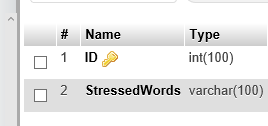 # Name Type
1 ID int(100)
2 StressedWords varchar(100)